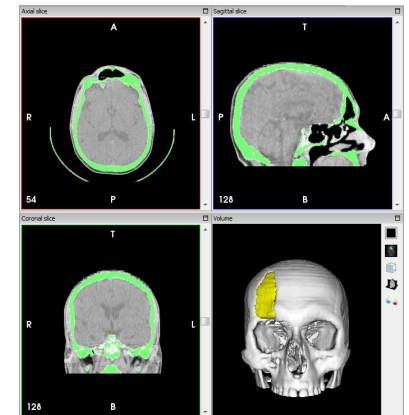 Axial slice
A
R
L
54
P
Sagittal slice
T
P
A
128
B
Coronal slice
T
R
L
128
B
Volume